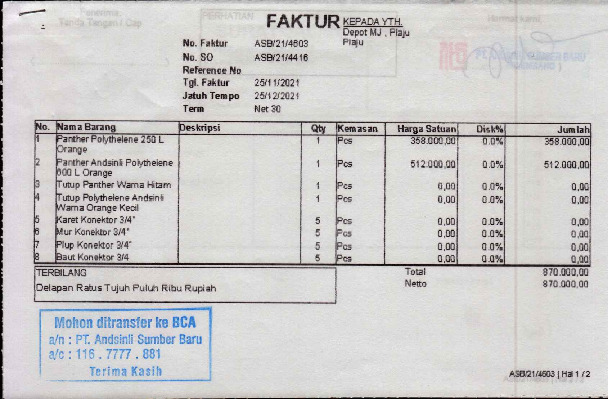 FAKTUR
KEPADA YTH.
Depot MJ , Plaju
Plaju
No. Faktur ASB/21/4603
No. SO ASB/21/4416
Reference No
Tgl. Faktur 25/11/2021
Jatuh Tempo 25/12/2021
Term Net 30
No. Nama Barang Deskripsi Qty Kemasan Harga Satuan Disk% Jumlah
1 Panther Polythelene 250 L 1 Pcs 358.000,00 0.0% 358.000,00
Orange
2 Panther Andsinli Polythelene 1 Pcs 512.000,00 0.0% 512.000,00
600 L Orange
3 Tutup Panther Warna Hitam 1 Pcs 0,00 0.0% 0,00
4 Tutup Polythelene Andsinli 1 Pcs 0,00 0.0% 0,00
Warna Orange Kecil
5 Karet Konektor 3/4" 5 Pcs 0,00 0.0% 0,00
6 Mur Konektor 3/4" 5 Pcs 0,00 0.0% 0,00
7 Plup Konektor 3/4" 5 Pcs 0,00 0.0% 0,00
8 Baut Konektor 3/4 5 Pcs 0,00 0.0% 0,00
TERBILANG
Delapan Ratus Tujuh Puluh Ribu Rupiah
Total 870.000,00
Netto 870.000,00
Mohon ditransfer ke BCA
a/n : PT. Andsinli Sumber Baru
a/c : 116 . 7777 . 881
Terima Kasih
ASB/21/4603 | Hal 1 / 2